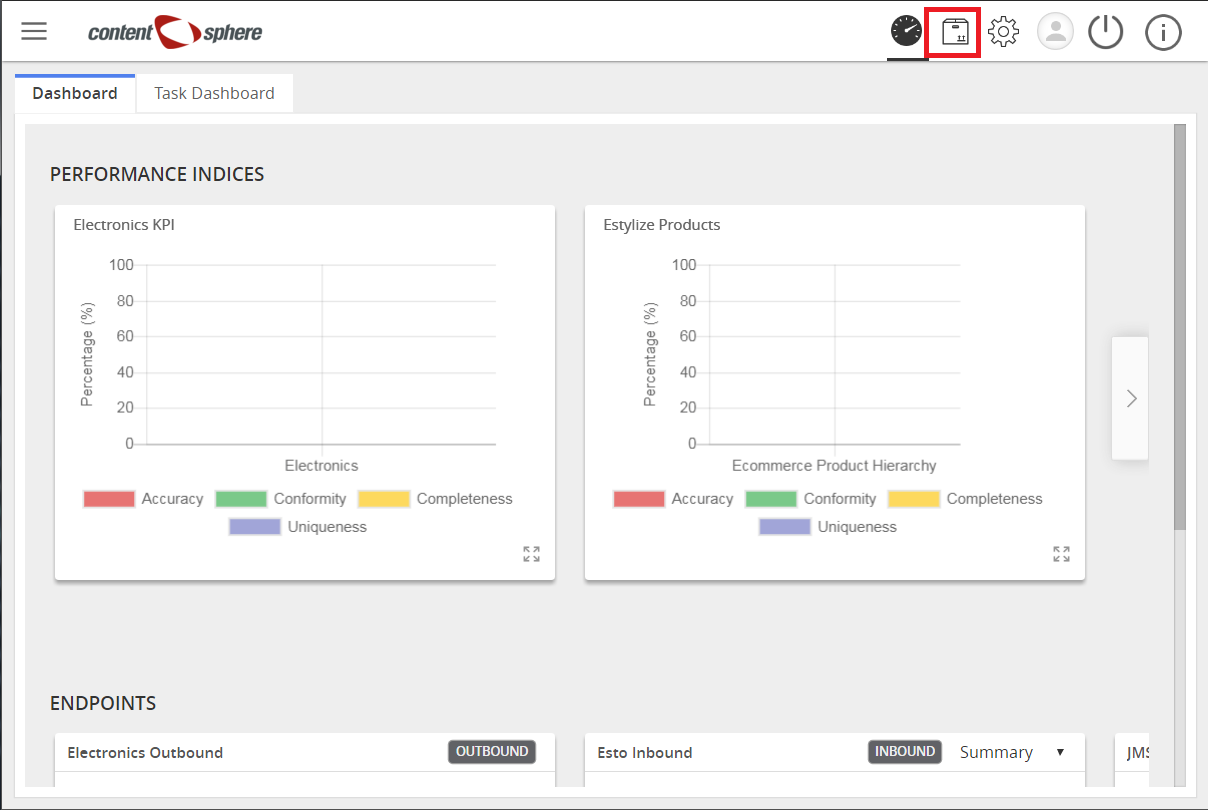 content sphere
Dashboard
Task Dashboard
PERFORMANCE INDICES
Electronics KPI
100
80
60
40
20
0
Percentage (%)
Electronics
Accuracy Conformity Completeness
Uniqueness
Estylize Products
100
80
60
40
20
0
Percentage (%)
Ecommerce Product Hierarchy
Accuracy Conformity Completeness
Uniqueness
ENDPOINTS
Electronics Outbound OUTBOUND
Esto Inbound INBOUND Summary
JMS